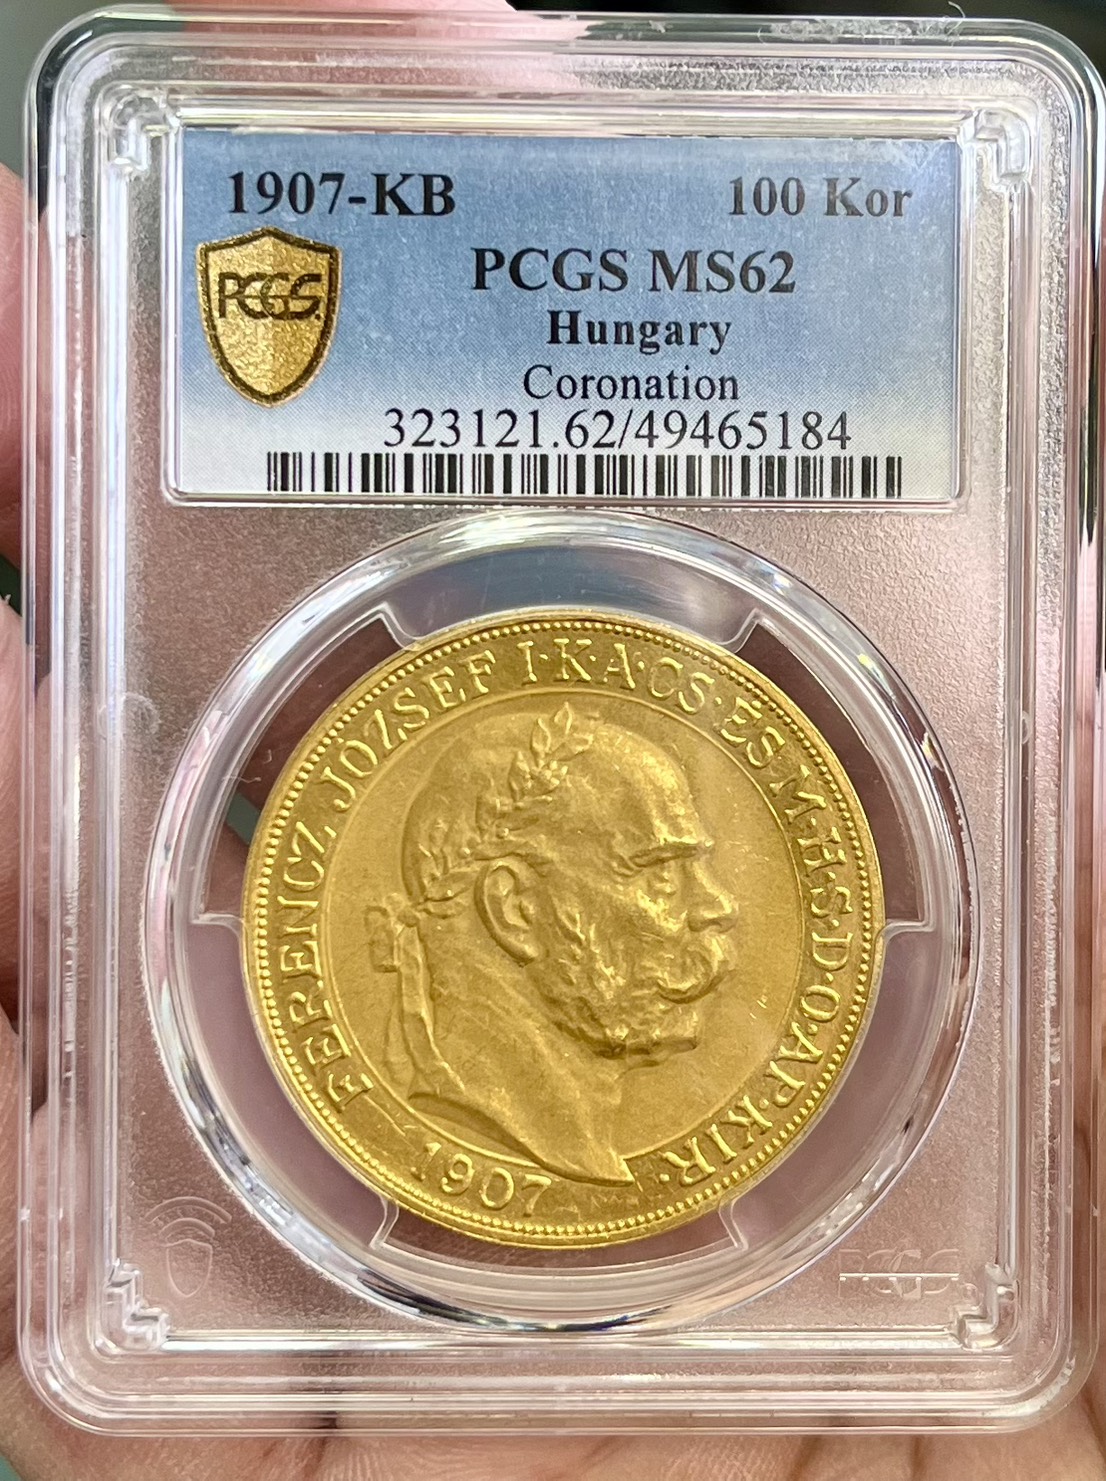 1907-KB 100 Kor
PCGS
PCGS MS62
Hungary
Coronation
323121.62/49465184
FERENCZ JÓZSEF I·K·A·CS·ÉS·M·H·S·D·O·AP·KIR·
1907
PCGS